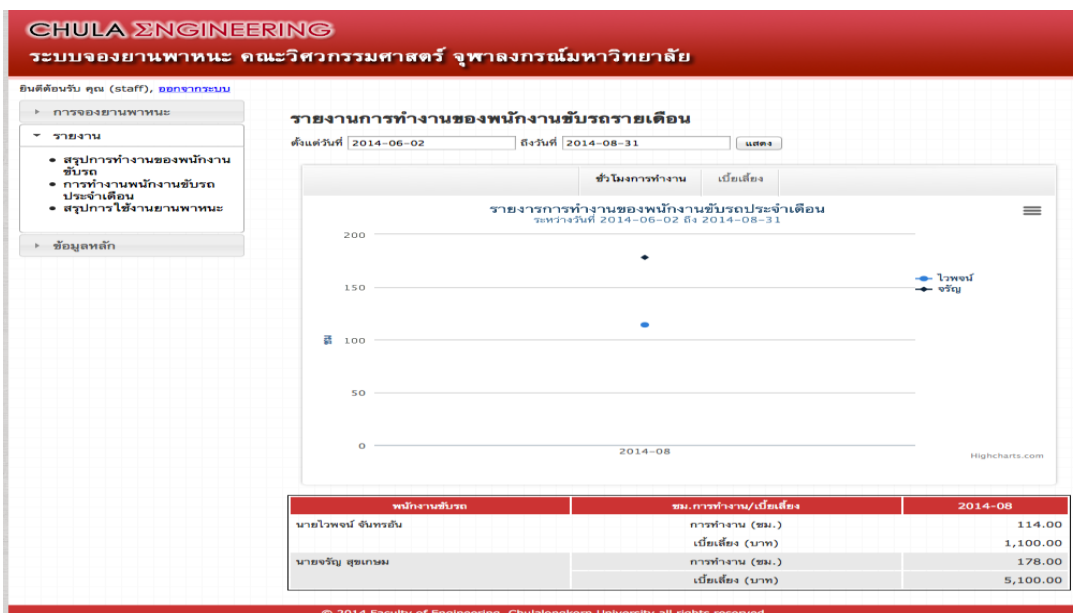 CHULA ΣNGINEERING
ระบบจองยานพาหนะ คณะวิศวกรรมศาสตร์ จุฬาลงกรณ์มหาวิทยาลัย
ยินดีต้อนรับ คุณ (staff), ออกจากระบบ
การจองยานพาหนะ
รายงาน
สรุปการทำงานของพนักงาน
ขับรถ
การทำงานพนักงานขับรถ
ประจำเดือน
สรุปการใช้งานยานพาหนะ
ข้อมูลหลัก
รายงานการทำงานของพนักงานขับรถรายเดือน
ตั้งแต่วันที่ 2014-06-02 ถึงวันที่ 2014-08-31 แสดง
ชั่วโมงการทำงาน เบี้ยเลี้ยง
รายงารการทำงานของพนักงานขับรถประจำเดือน
ระหว่างวันที่ 2014-06-02 ถึง 2014-08-31
200
150
100
50
0
ชม
2014-08
ไวพจน์
จรัญ
Highcharts.com
พนักงานขับรถ ชม.การทำงาน/เบี้ยเลี้ยง 2014-08
นายไวพจน์ จันทรอัน การทำงาน (ชม.) 114.00
เบี้ยเลี้ยง (บาท) 1,100.00
นายจรัญ สุขเกษม การทำงาน (ชม.) 178.00
เบี้ยเลี้ยง (บาท) 5,100.00
© 2014 Faculty of Engineering, Chulalongkorn University all rights reserved